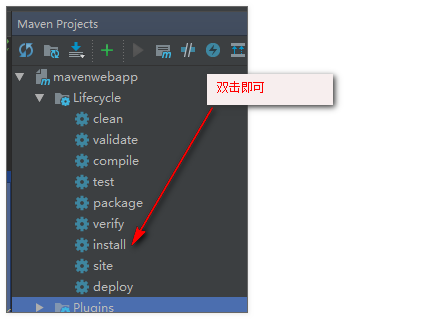 Maven Projects
mavenwebapp
Lifecycle
双击即可
clean
validate
compile
test
package
verify
install
site
deploy
Plugins